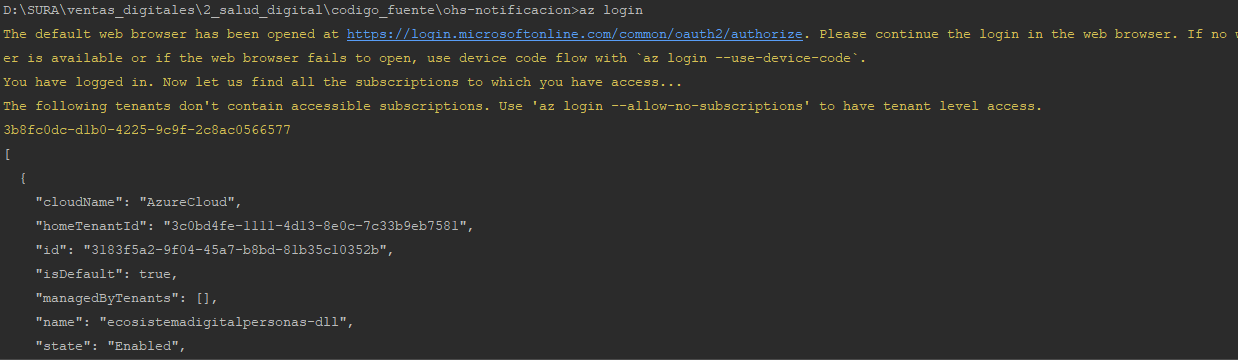 D:\SURA\ventas_digitales\2_salud_digital\codigo_fuente\ohs-notificacion>az login
The default web browser has been opened at https://login.microsoftonline.com/common/oauth2/authorize. Please continue the login in the web browser. If no
er is available or if the web browser fails to open, use device code flow with `az login --use-device-code`.
You have logged in. Now let us find all the subscriptions to which you have access...
The following tenants don't contain accessible subscriptions. Use 'az login --allow-no-subscriptions' to have tenant level access.
3b8fc0dc-d1b0-4225-9c9f-2c8ac0566577
[
  {
    "cloudName": "AzureCloud",
    "homeTenantId": "3c0bd4fe-1111-4d13-8e0c-7c33b9eb7581",
    "id": "3183f5a2-9f04-45a7-b8bd-81b35c10352b",
    "isDefault": true,
    "managedByTenants": [],
    "name": "ecosistemadigitalpersonas-dll",
    "state": "Enabled",